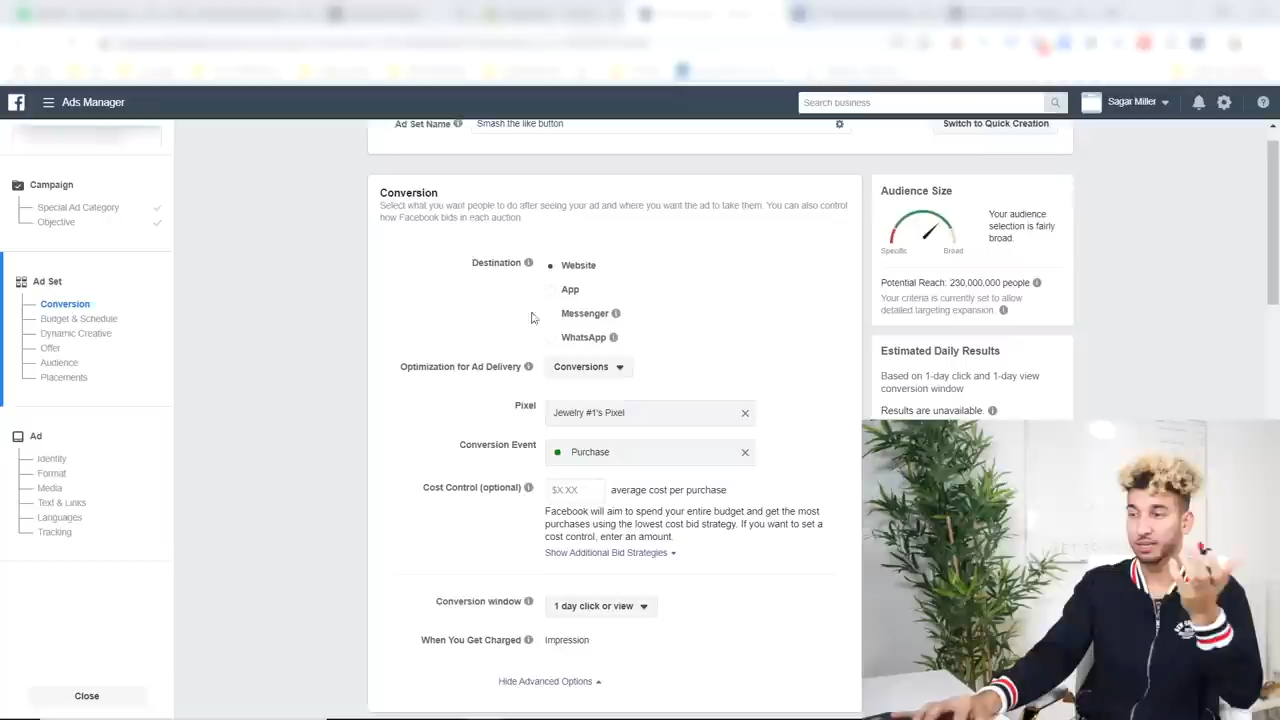 Ads Manager
Search business
Sagar Miller
Ad Set Name
Smash the like button
Switch to Quick Creation
Campaign
Special Ad Category
Objective
Ad Set
Conversion
Budget & Schedule
Dynamic Creative
Offer
Audience
Placements
Ad
Identity
Format
Media
Text & Links
Languages
Tracking
Close
Conversion
Select what you want people to do after seeing your ad and where you want the ad to take them. You can also control
how Facebook bids in each auction
Destination
Website
App
Messenger
WhatsApp
Optimization for Ad Delivery
Conversions
Pixel
Jewelry #1's Pixel
Conversion Event
Purchase
Cost Control (optional)
$X.XX
average cost per purchase
Facebook will aim to spend your entire budget and get the most
purchases using the lowest cost bid strategy. If you want to set a
cost control, enter an amount.
Show Additional Bid Strategies
Conversion window
1 day click or view
When You Get Charged
Impression
Hide Advanced Options
Audience Size
Specific
Broad
Your audience
selection is fairly
broad.
Potential Reach: 230,000,000 people
Your criteria is currently set to allow
detailed targeting expansion.
Estimated Daily Results
Based on 1-day click and 1-day view
conversion window
Results are unavailable.